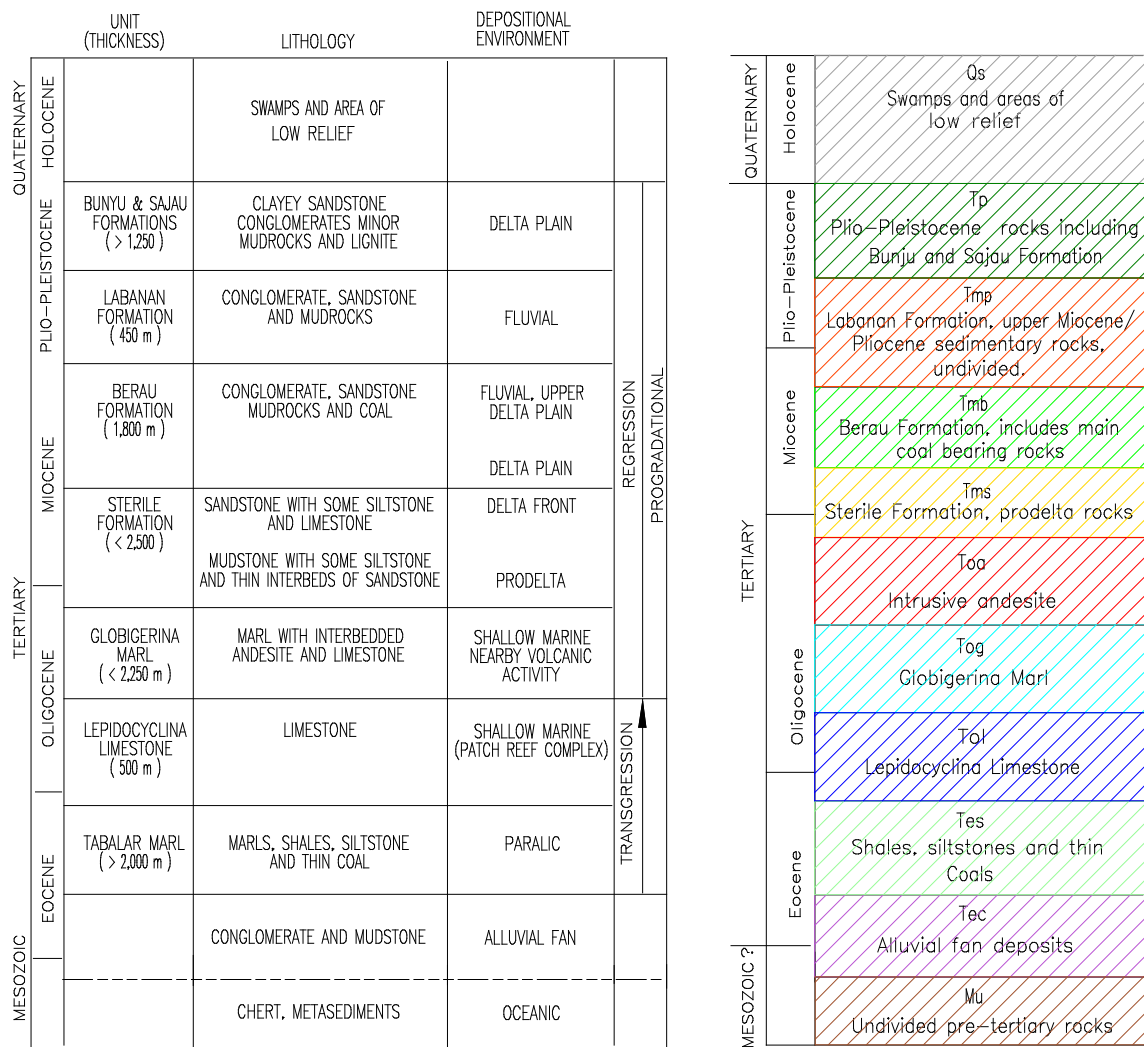 UNIT
(THICKNESS)
LITHOLOGY
DEPOSITIONAL
ENVIRONMENT
QUATERNARY
HOLOCENE
SWAMPS AND AREA OF
LOW RELIEF
PLIO-PLEISTOCENE
BUNYU & SAJAU
FORMATIONS
( > 1,250 )
CLAYEY SANDSTONE
CONGLOMERATES MINOR
MUDROCKS AND LIGNITE
DELTA PLAIN
LABANAN
FORMATION
( 450 m )
CONGLOMERATE, SANDSTONE
AND MUDROCKS
FLUVIAL
MIOCENE
BERAU
FORMATION
( 1,800 m )
CONGLOMERATE, SANDSTONE
MUDROCKS AND COAL
FLUVIAL, UPPER
DELTA PLAIN
DELTA PLAIN
REGRESSION
PROGRADATIONAL
STERILE
FORMATION
( < 2,500 )
SANDSTONE WITH SOME SILTSTONE
AND LIMESTONE
DELTA FRONT
MUDSTONE WITH SOME SILTSTONE
AND THIN INTERBEDS OF SANDSTONE
PRODELTA
TERTIARY
OLIGOCENE
GLOBIGERINA
MARL
( < 2,250 m )
MARL WITH INTERBEDDED
ANDESITE AND LIMESTONE
SHALLOW MARINE
NEARBY VOLCANIC
ACTIVITY
LEPIDOCYCLINA
LIMESTONE
( 500 m )
LIMESTONE
SHALLOW MARINE
(PATCH REEF COMPLEX)
TRANSGRESSION
EOCENE
TABALAR MARL
( > 2,000 m )
MARLS, SHALES, SILTSTONE
AND THIN COAL
PARALIC
CONGLOMERATE AND MUDSTONE
ALLUVIAL FAN
MESOZOIC
CHERT, METASEDIMENTS
OCEANIC
QUATERNARY
Holocene
Qs
Swamps and areas of
low relief
Plio-Pleistocene
Tp
Plio-Pleistocene rocks including
Bunju and Sajau Formation
Tmp
Labanan Formation, upper Miocene/
Pliocene sedimentary rocks,
undivided.
Miocene
Tmb
Berau Formation, includes main
coal bearing rocks
Tms
Sterile Formation, prodelta rocks
TERTIARY
Toa
Intrusive andesite
Oligocene
Tog
Globigerina Marl
Tol
Lepidocyclina Limestone
Eocene
Tes
Shales, siltstones and thin
Coals
Tec
Alluvial fan deposits
MESOZOIC ?
Mu
Undivided pre-tertiary rocks